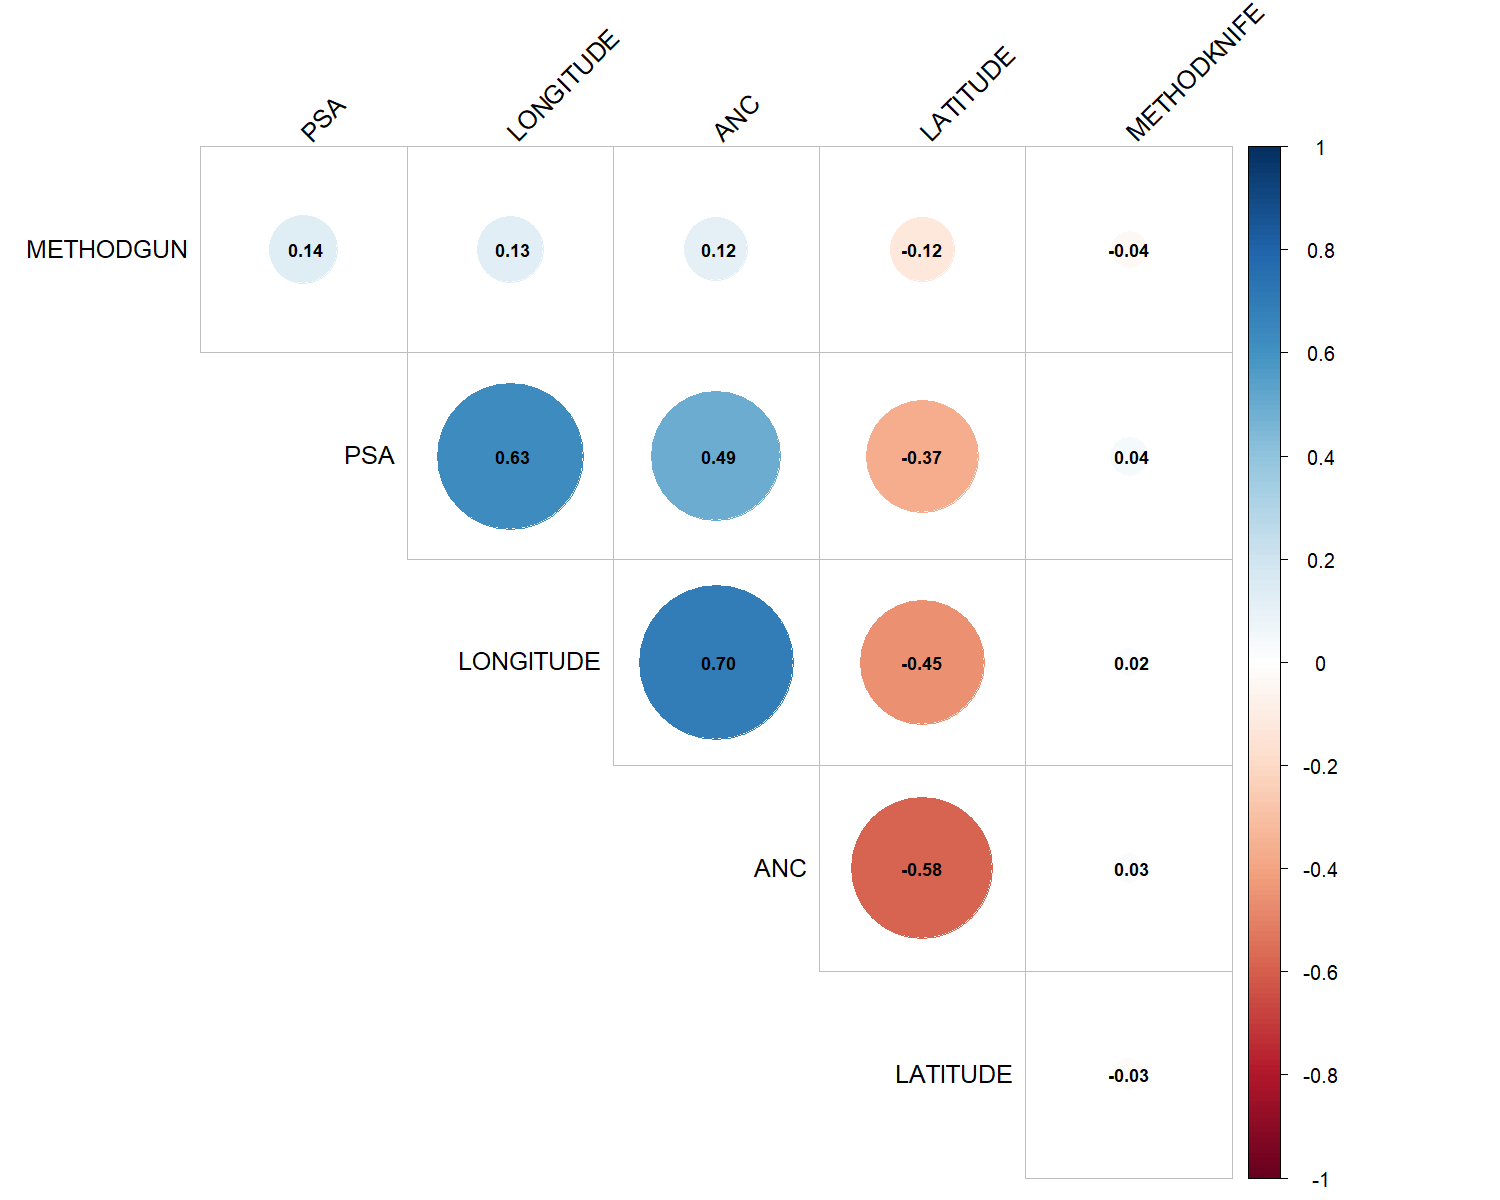 PSA LONGITUDE ANC LATITUDE METHODKNIFE
METHODGUN 0.14 0.13 0.12 -0.12 -0.04
PSA 0.63 0.49 -0.37 0.04
LONGITUDE 0.70 -0.45 0.02
ANC -0.58 0.03
LATITUDE -0.03
1
0.8
0.6
0.4
0.2
0
-0.2
-0.4
-0.6
-0.8
-1